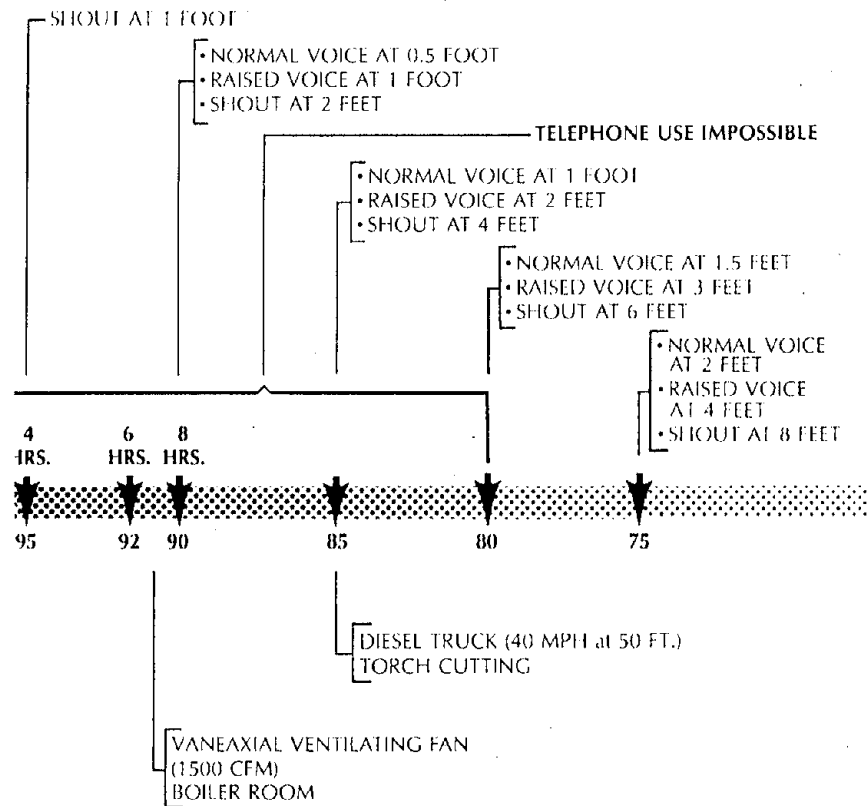 SHOUT AT 1 FOOT
• NORMAL VOICE AT 0.5 FOOT
• RAISED VOICE AT 1 FOOT
• SHOUT AT 2 FEET
TELEPHONE USE IMPOSSIBLE
• NORMAL VOICE AT 1 FOOT
• RAISED VOICE AT 2 FEET
• SHOUT AT 4 FEET
• NORMAL VOICE AT 1.5 FEET
• RAISED VOICE AT 3 FEET
• SHOUT AT 6 FEET
• NORMAL VOICE
AT 2 FEET
• RAISED VOICE
AT 4 FEET
• SHOUT AT 8 FEET
4 6 8
HRS. HRS. HRS.
95 92 90 85 80 75
DIESEL TRUCK (40 MPH at 50 FT.)
TORCH CUTTING
VANEAXIAL VENTILATING FAN
(1500 CFM)
BOILER ROOM